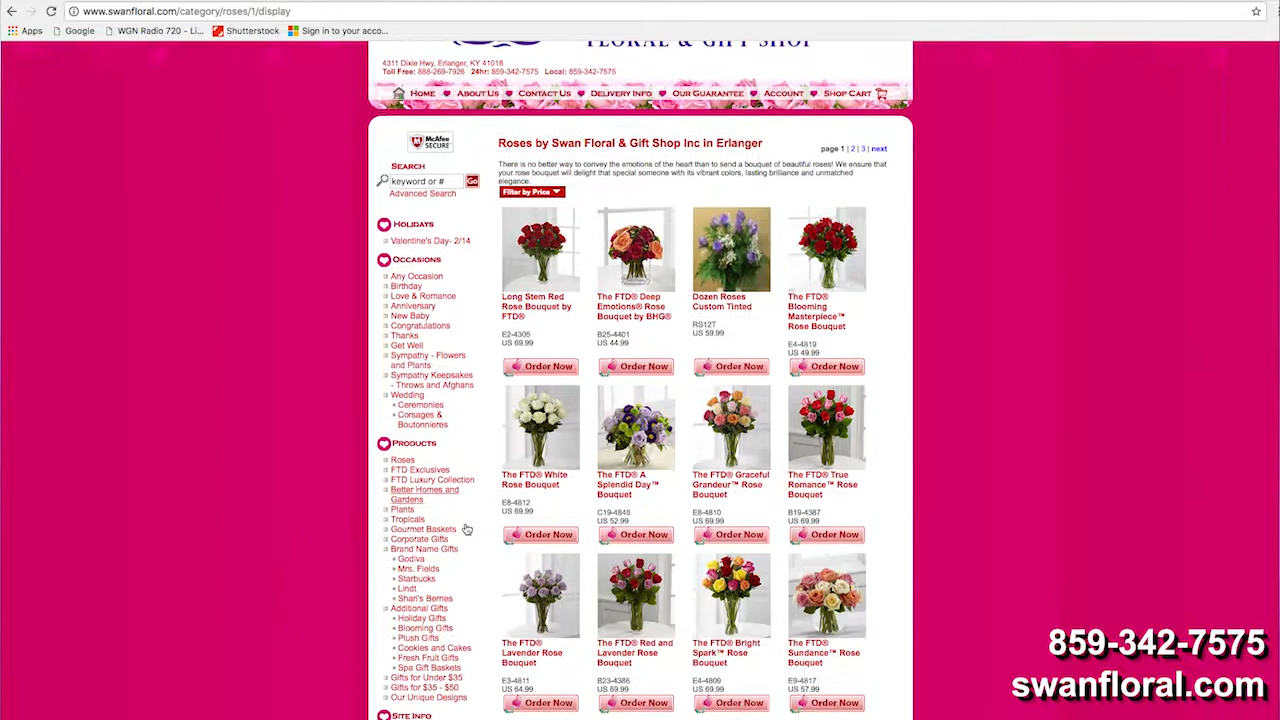 www.swanfloral.com/category/roses/1/display
Apps Google WGN Radio 720 - Li... Shutterstock Sign in to your acco...
FLORAL & GIFT SHOP
4311 Dixie Hwy, Erlanger, KY 41018
Toll Free: 888-269-7926 24hr: 859-342-7575 Local: 859-342-7575
HOME ABOUT US CONTACT US DELIVERY INFO OUR GUARANTEE ACCOUNT SHOP CART
McAfee
SECURE
SEARCH
keyword or # Go
Advanced Search
HOLIDAYS
Valentine's Day- 2/14
OCCASIONS
Any Occasion
Birthday
Love & Romance
Anniversary
New Baby
Congratulations
Thanks
Get Well
Sympathy - Flowers
and Plants
Sympathy Keepsakes
- Throws and Afghans
Wedding
Ceremonies
Corsages &
Boutonnieres
PRODUCTS
Roses
FTD Exclusives
FTD Luxury Collection
Better Homes and
Gardens
Plants
Tropicals
Gourmet Baskets
Corporate Gifts
Brand Name Gifts
Godiva
Mrs. Fields
Starbucks
Lindt
Shari's Berries
Additional Gifts
Holiday Gifts
Blooming Gifts
Plush Gifts
Cookies and Cakes
Fresh Fruit Gifts
Spa Gift Baskets
Gifts for Under $35
Gifts for $35 - $50
Our Unique Designs
SITE INFO
Roses by Swan Floral & Gift Shop Inc in Erlanger
page 1 | 2 | 3 | next
There is no better way to convey the emotions of the heart than to send a bouquet of beautiful roses! We ensure that
your rose bouquet will delight that special someone with its vibrant colors, lasting brilliance and unmatched
elegance.
Filter by Price
Long Stem Red
Rose Bouquet by
FTD®
E2-4305
US 69.99
Order Now
The FTD® Deep
Emotions® Rose
Bouquet by BHG®
B25-4401
US 44.99
Order Now
Dozen Roses
Custom Tinted
RS12T
US 59.99
Order Now
The FTD®
Blooming
Masterpiece™
Rose Bouquet
E4-4819
US 49.99
Order Now
The FTD® White
Rose Bouquet
E8-4812
US 69.99
Order Now
The FTD® A
Splendid Day™
Bouquet
C19-4846
US 52.99
Order Now
The FTD® Graceful
Grandeur™ Rose
Bouquet
E8-4810
US 69.99
Order Now
The FTD® True
Romance™ Rose
Bouquet
B19-4387
US 69.99
Order Now
The FTD®
Lavender Rose
Bouquet
E3-4811
US 64.99
Order Now
The FTD® Red and
Lavender Rose
Bouquet
B23-4386
US 69.99
Order Now
The FTD® Bright
Spark™ Rose
Bouquet
E4-4809
US 69.99
Order Now
The FTD®
Sundance™ Rose
Bouquet
E9-4817
US 57.99
Order Now
859-342-7575
swanfloral.com